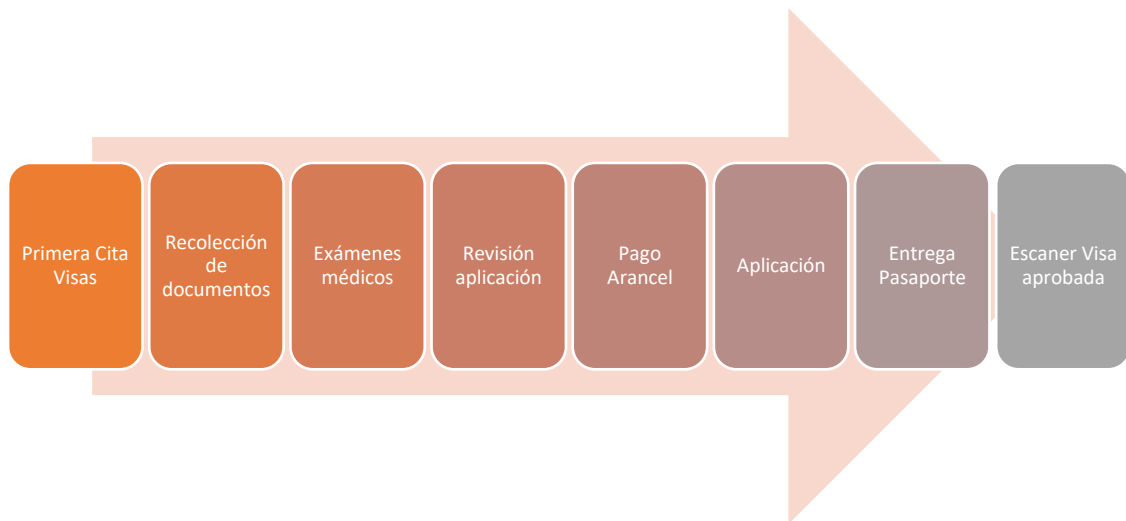 Primera Cita
Visas
Recolección
de
documentos
Exámenes
médicos
Revisión
aplicación
Pago
Arancel
Aplicación
Entrega
Pasaporte
Escaner Visa
aprobada